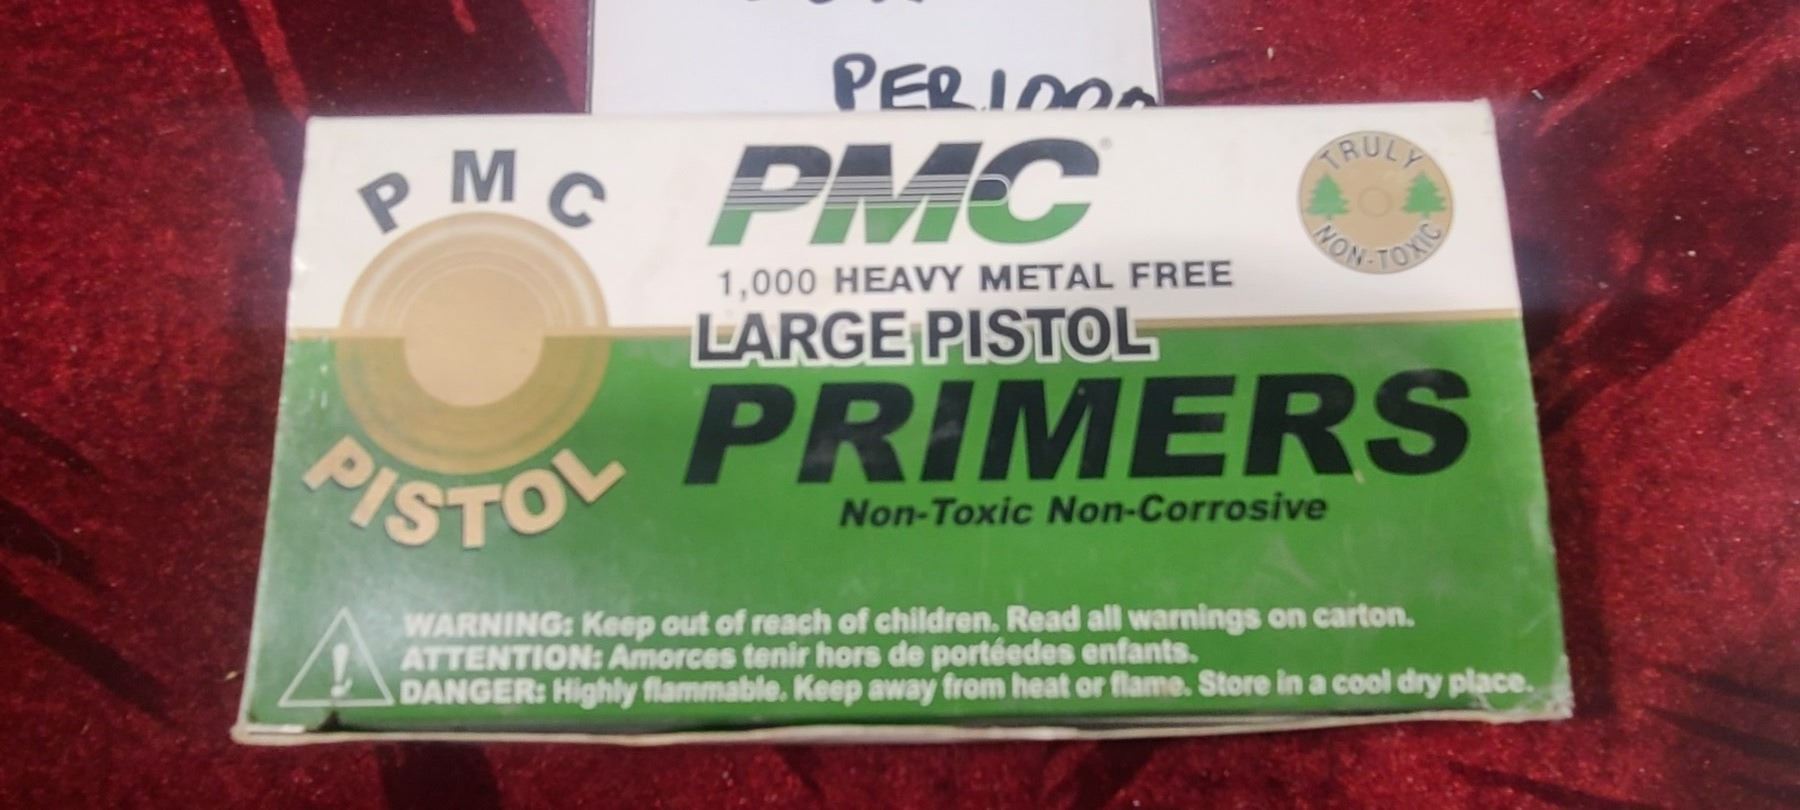 PER 1000
PMC
PMC®
TRULY
NON-TOXIC
1,000 HEAVY METAL FREE
LARGE PISTOL
PRIMERS
PISTOL
Non-Toxic Non-Corrosive
WARNING: Keep out of reach of children. Read all warnings on carton.
ATTENTION: Amorces tenir hors de portéedes enfants.
DANGER: Highly flammable. Keep away from heat or flame. Store in a cool dry place.